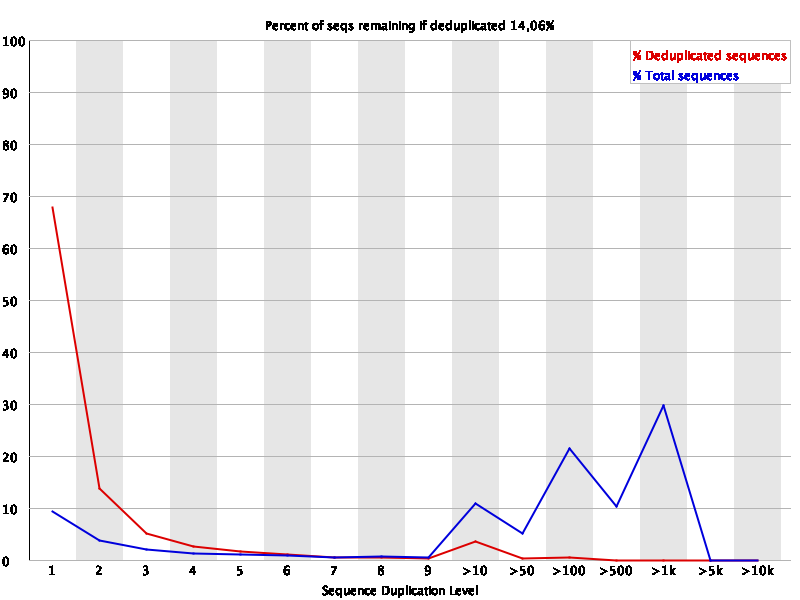 Percent of seqs remaining if deduplicated 14,06%
% Deduplicated sequences
% Total sequences
100
90
80
70
60
50
40
30
20
10
0
1 2 3 4 5 6 7 8 9 >10 >50 >100 >500 >1k >5k >10k
Sequence Duplication Level